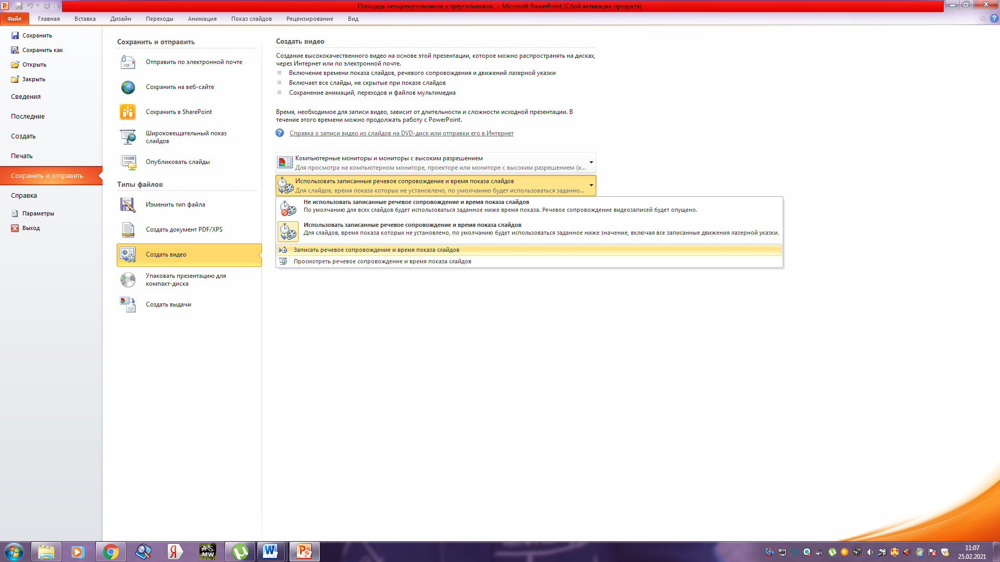 Площадь четырехугольников и треугольников. - Microsoft PowerPoint (Сбой активации продукта)
Файл Главная Вставка Дизайн Переходы Анимация Показ слайдов Рецензирование Вид
Сохранить
Сохранить как
Открыть
Закрыть
Сведения
Последние
Создать
Печать
Сохранить и отправить
Справка
Параметры
Выход
Сохранить и отправить
Отправить по электронной почте
Сохранить на веб-сайте
Сохранить в SharePoint
Широковещательный показ
слайдов
Опубликовать слайды
Типы файлов
Изменить тип файла
Создать документ PDF/XPS
Создать видео
Упаковать презентацию для
компакт-диска
Создать выдачи
Создать видео
Создание высококачественного видео на основе этой презентации, которое можно распространять на дисках,
через Интернет или по электронной почте.
Включение времени показа слайдов, речевого сопровождения и движений лазерной указки
Включает все слайды, не скрытые при показе слайдов
Сохранение анимаций, переходов и файлов мультимедиа
Время, необходимое для записи видео, зависит от длительности и сложности исходной презентации. В
течение этого времени можно продолжать работу с PowerPoint.
Справка о записи видео из слайдов на DVD-диск или отправки его в Интернет
Компьютерные мониторы и мониторы с высоким разрешением
Для просмотра на компьютерном мониторе, проекторе или мониторе с высоким разрешением (к...
Использовать записанные речевое сопровождение и время показа слайдов
Для слайдов, время показа которых не установлено, по умолчанию будет использоваться заданно...
Не использовать записанные речевое сопровождение и время показа слайдов
По умолчанию для всех слайдов будет использоваться заданное ниже время показа. Речевое сопровождение видеозаписей будет опущено.
Использовать записанные речевое сопровождение и время показа слайдов
Для слайдов, время показа которых не установлено, по умолчанию будет использоваться заданное ниже значение, включая все записанные движения лазерной указки.
Записать речевое сопровождение и время показа слайдов
Просмотреть речевое сопровождение и время показа слайдов
11:07
25.02.2021